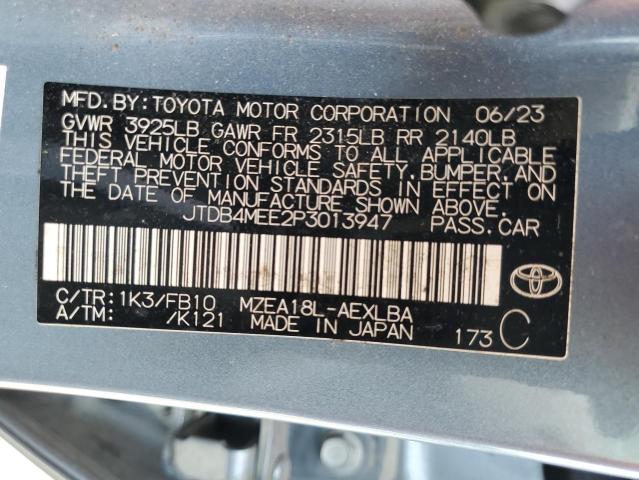 MFD. BY: TOYOTA MOTOR CORPORATION 06/23
GVWR 3925LB GAWR FR 2315LB RR 2140LB
THIS VEHICLE CONFORMS TO ALL APPLICABLE
FEDERAL MOTOR VEHICLE SAFETY, BUMPER, AND
THEFT PREVENTION STANDARDS IN EFFECT ON
THE DATE OF MANUFACTURE SHOWN ABOVE.
JTDB4MEE2P3013947 PASS. CAR
C/TR: 1K3/FB10 MZEA18L-AEXLBA
A/TM: /K121 MADE IN JAPAN 173 C